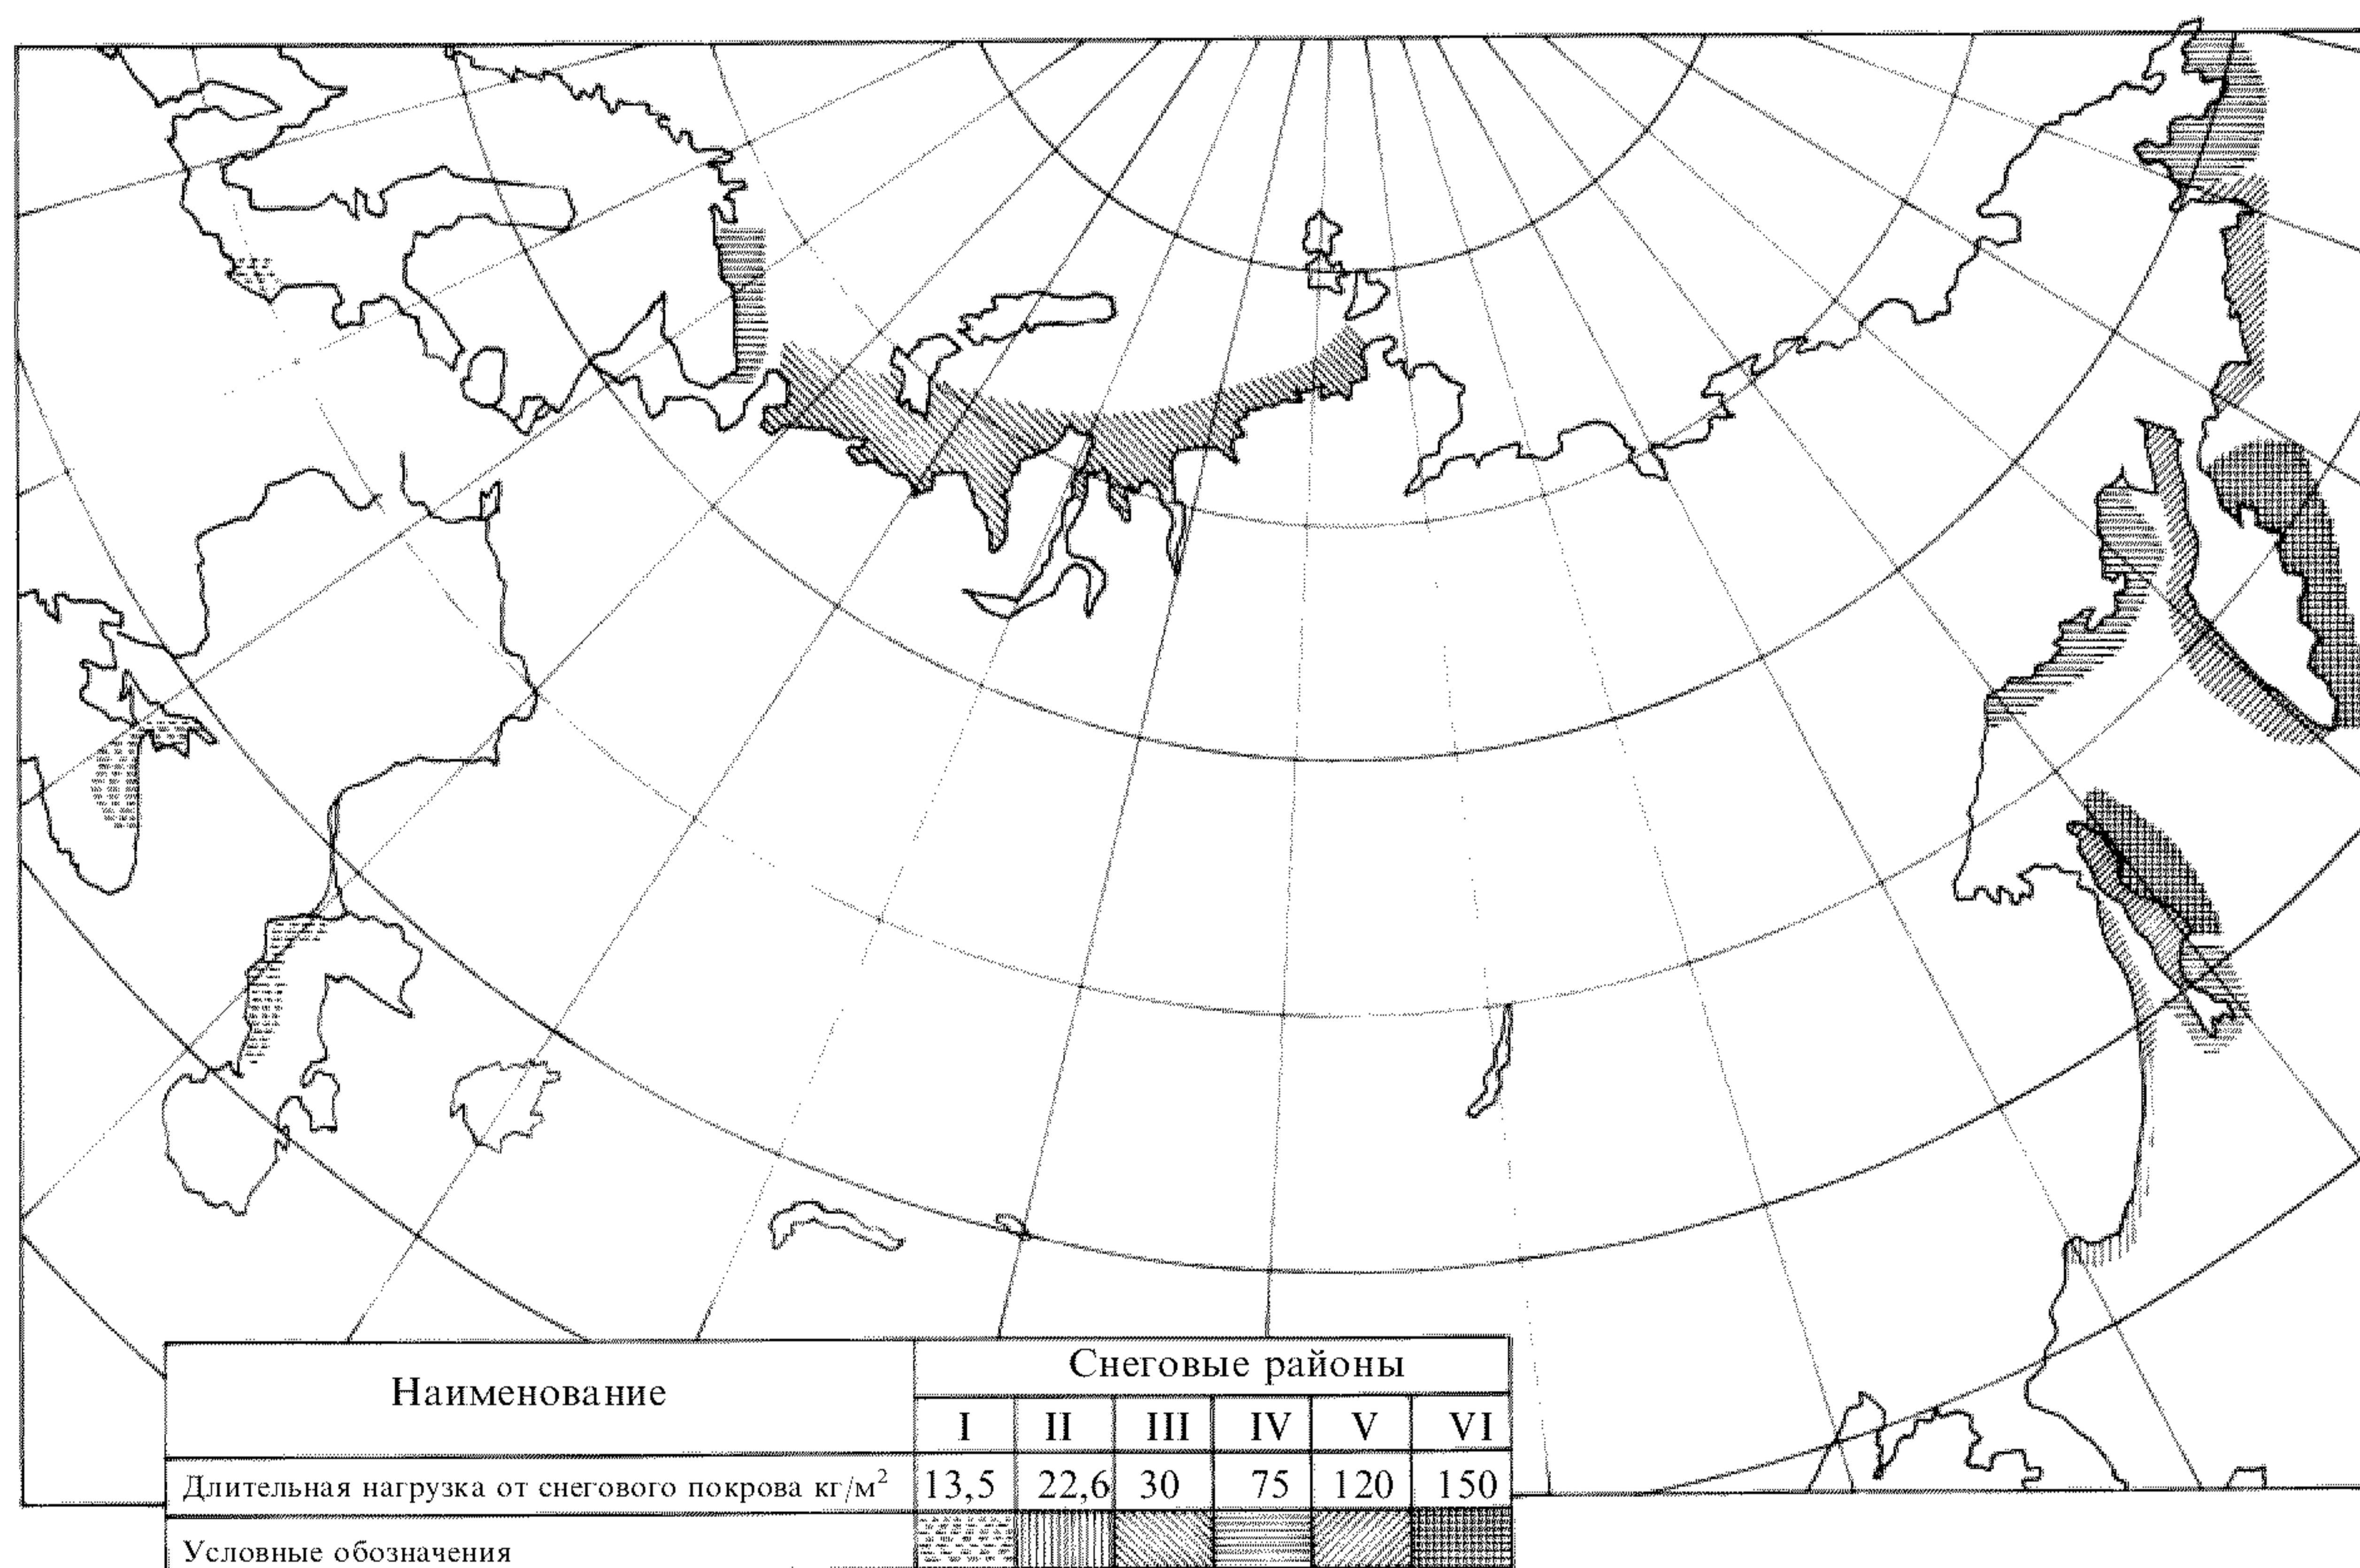 Наименование
Снеговые районы
I II III IV V VI
Длительная нагрузка от снегового покрова кг/м² 13,5 22,6 30 75 120 150
Условные обозначения